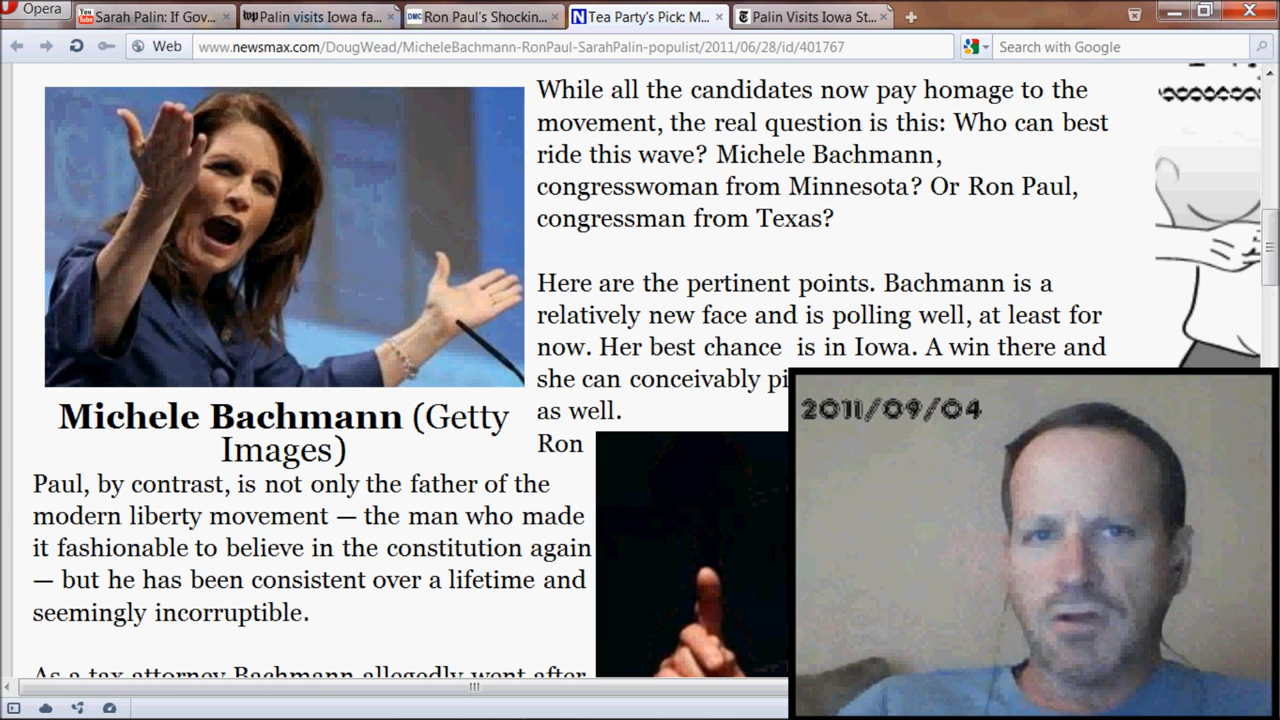 Opera
Sarah Palin: If Gov...
Palin visits Iowa fa...
Ron Paul's Shockin...
Tea Party's Pick: M...
Palin Visits Iowa St...
Web
www.newsmax.com/DougWead/MicheleBachmann-RonPaul-SarahPalin-populist/2011/06/28/id/401767
Search with Google
While all the candidates now pay homage to the
movement, the real question is this: Who can best
ride this wave? Michele Bachmann,
congresswoman from Minnesota? Or Ron Paul,
congressman from Texas?
Here are the pertinent points. Bachmann is a
relatively new face and is polling well, at least for
now. Her best chance is in Iowa. A win there and
she can conceivably pi
as well.
Michele Bachmann (Getty
Images)
Ron
Paul, by contrast, is not only the father of the
modern liberty movement — the man who made
it fashionable to believe in the constitution again
— but he has been consistent over a lifetime and
seemingly incorruptible.
As a tax attorney Bachmann allegedly went after
2011/09/04